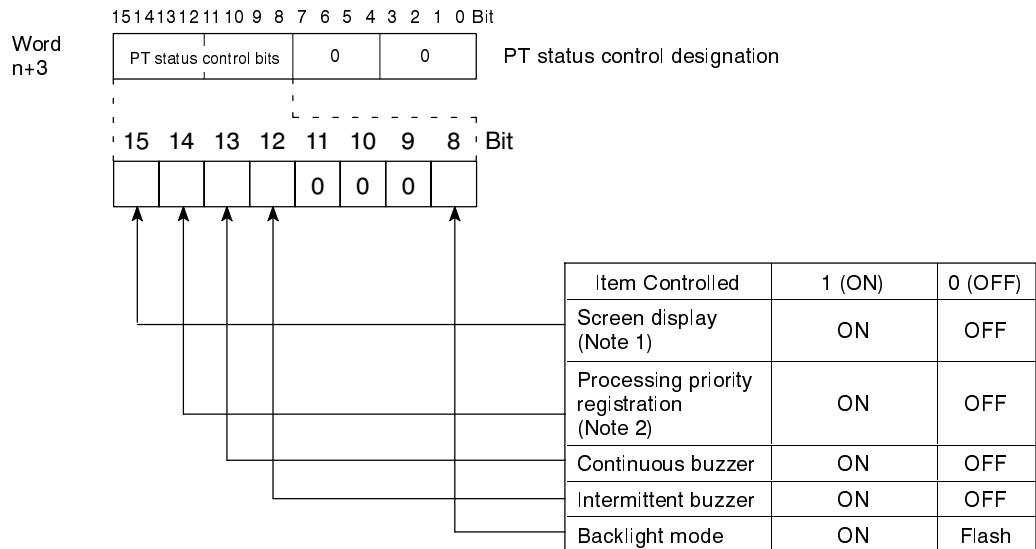 15 14 13 12 11 10 9 8 7 6 5 4 3 2 1 0 Bit
Word
n+3
PT status control bits 0 0
PT status control designation
15 14 13 12 11 10 9 8 Bit
0 0 0
Item Controlled 1 (ON) 0 (OFF)
Screen display
(Note 1)
ON OFF
Processing priority
registration
(Note 2)
ON OFF
Continuous buzzer ON OFF
Intermittent buzzer ON OFF
Backlight mode ON Flash